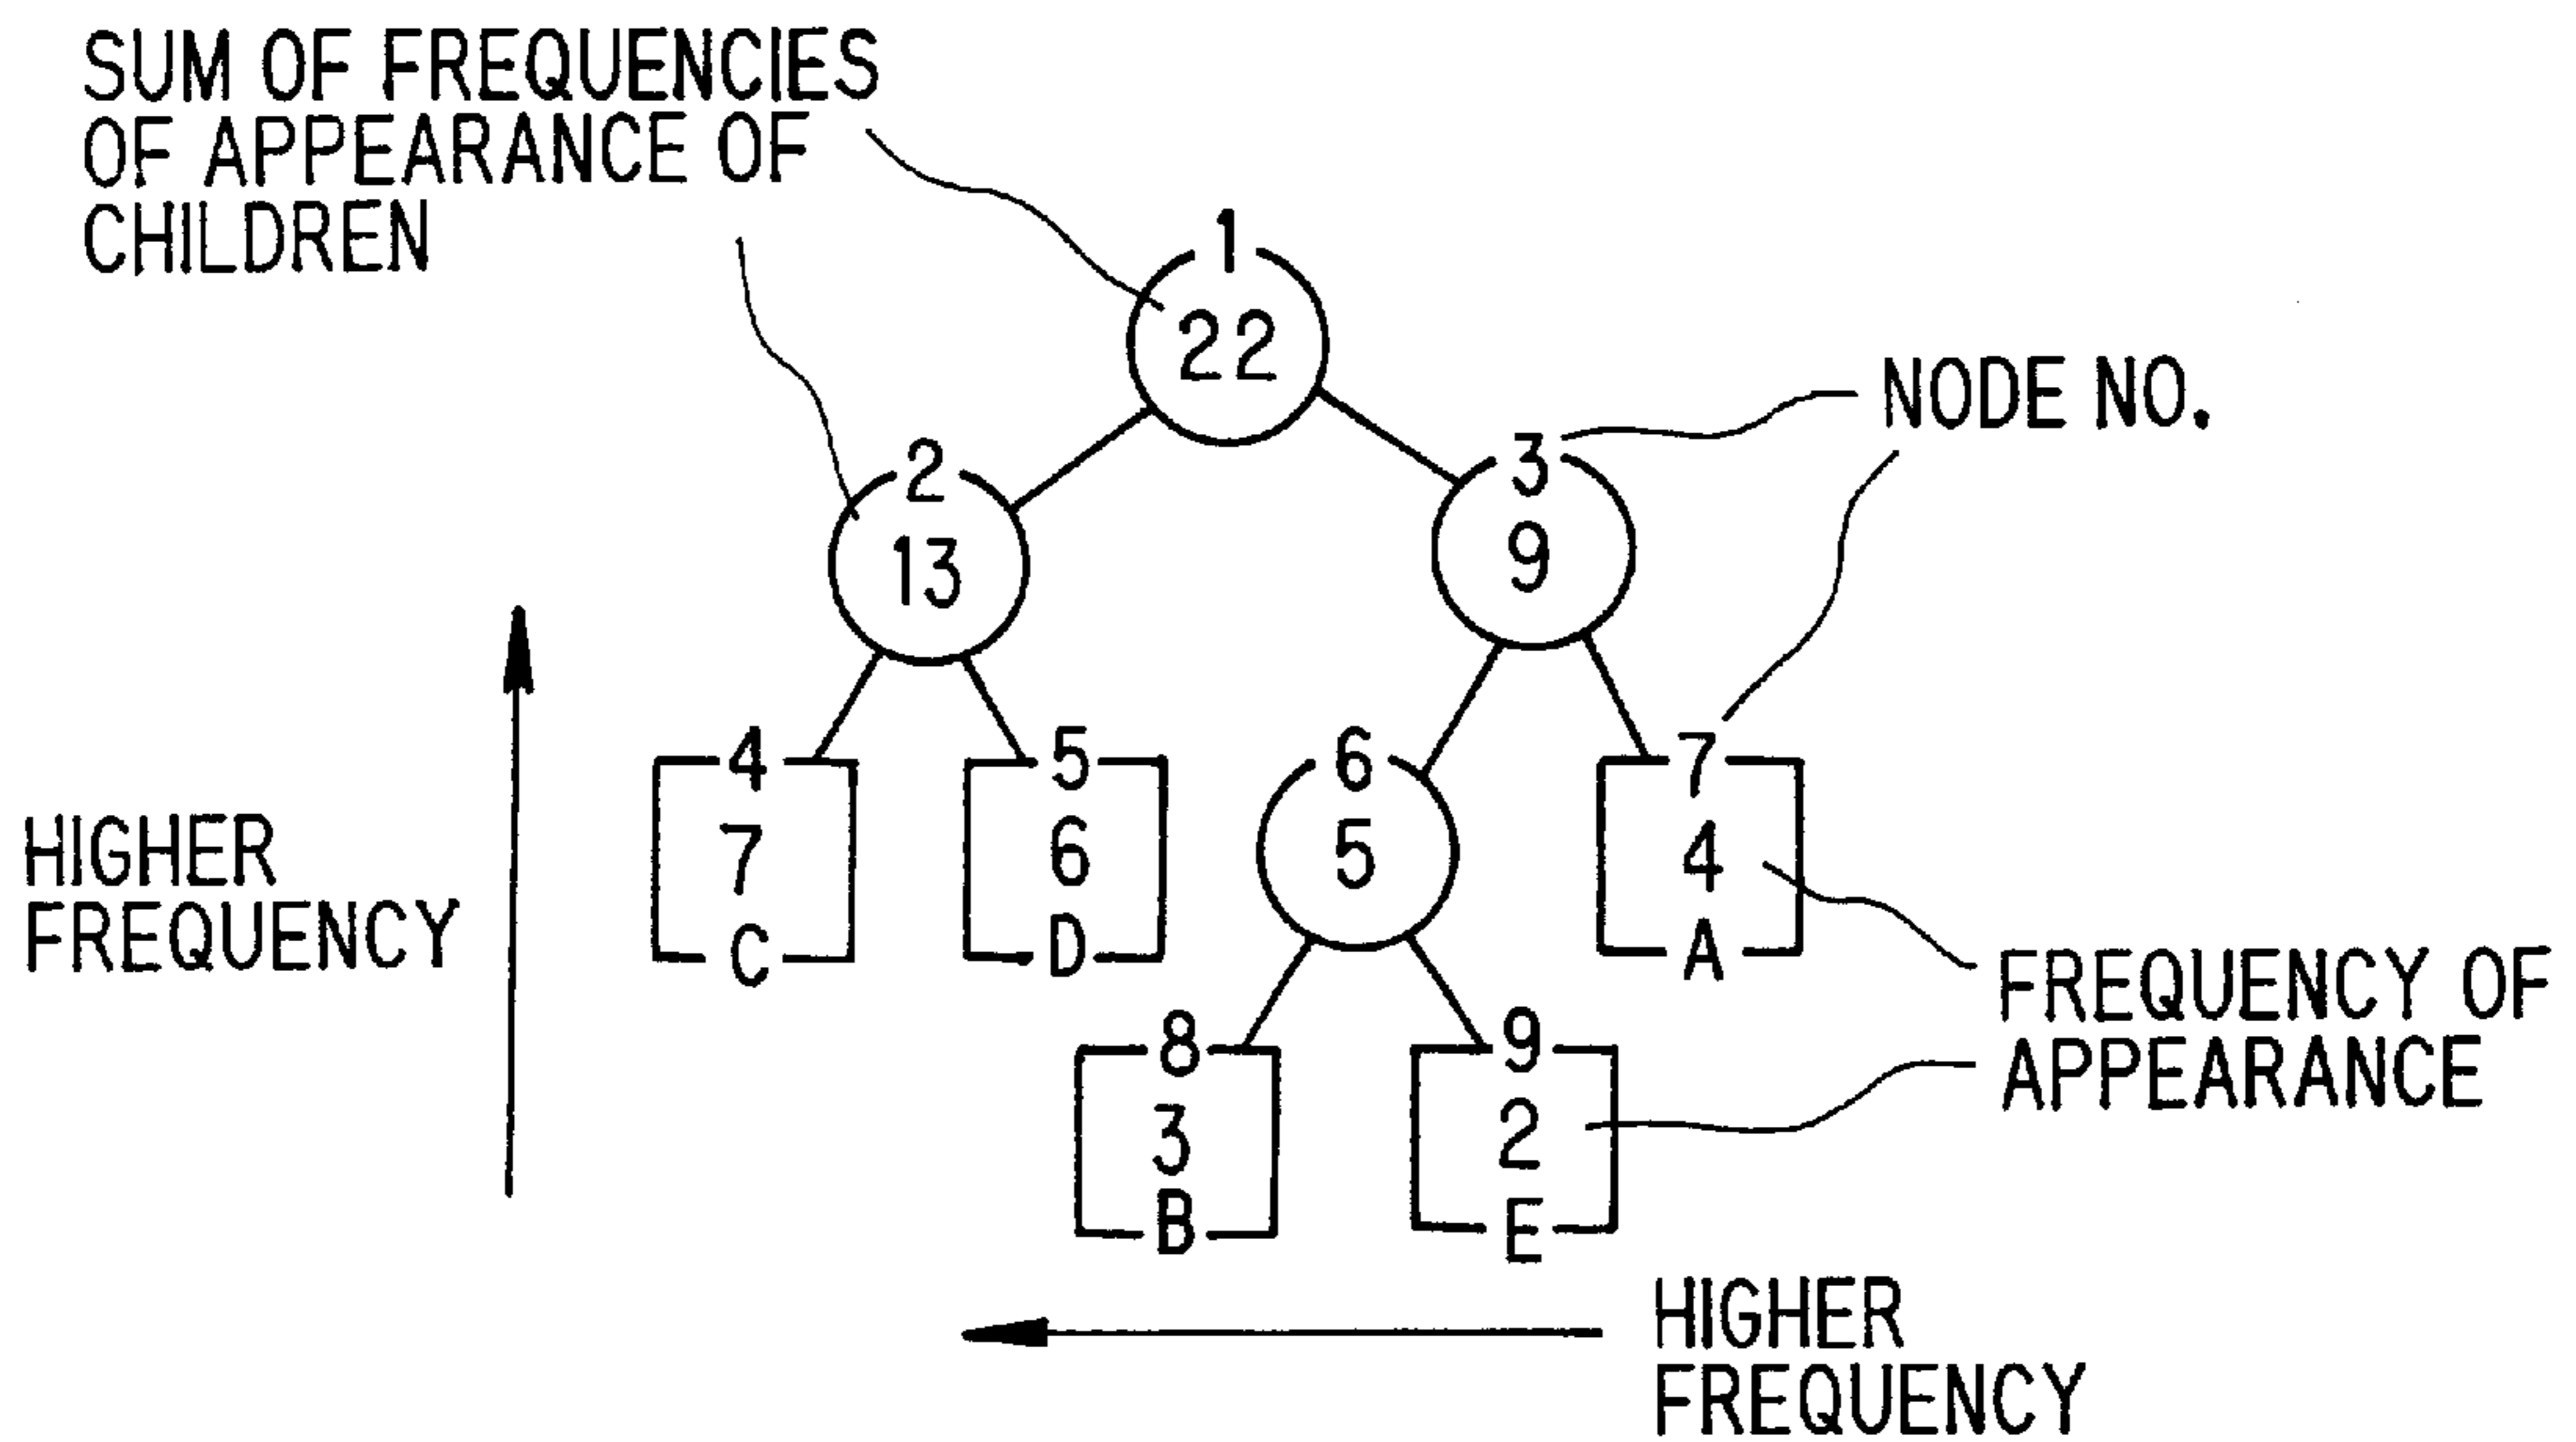 SUM OF FREQUENCIES
OF APPEARANCE OF
CHILDREN
1
22
NODE NO.
2
13
3
9
HIGHER
FREQUENCY
4
7
C
5
6
D
6
5
7
4
A
FREQUENCY OF
APPEARANCE
8
3
B
9
2
E
HIGHER
FREQUENCY